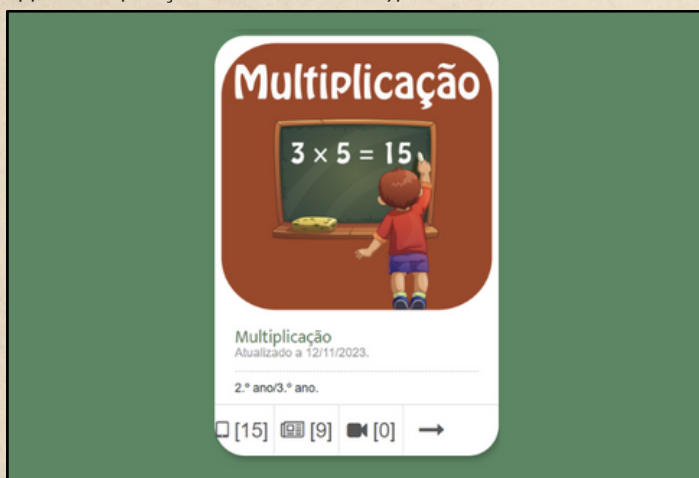 Multiplicação
3 × 5 = 15
Multiplicação
Atualizado a 12/11/2023.
2.º ano/3.º ano.
[15] [9] [0]